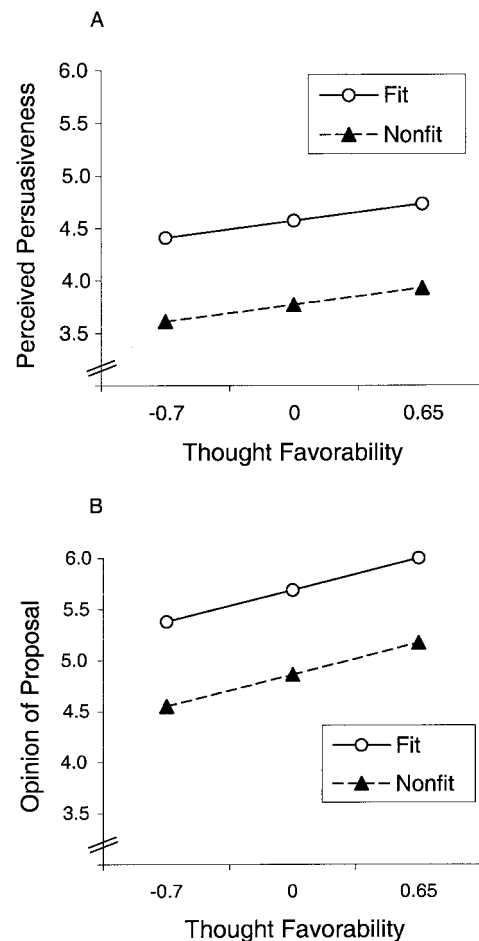 A
Perceived Persuasiveness
6.0
5.5
5.0
4.5
4.0
3.5
Fit
Nonfit
-0.7 0 0.65
Thought Favorability
B
Opinion of Proposal
6.0
5.5
5.0
4.5
4.0
3.5
Fit
Nonfit
-0.7 0 0.65
Thought Favorability